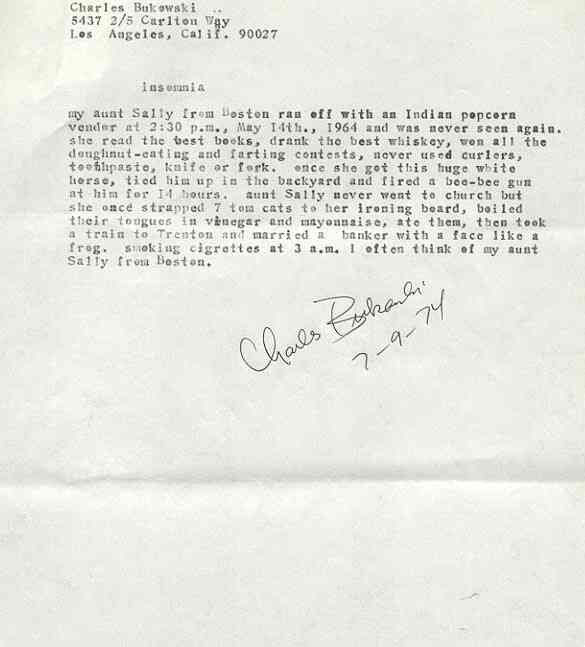 Charles Bukowski
5437 2/5 Carlton Way
Los Angeles, Calif. 90027
insomnia
my aunt Sally from Boston ran off with an Indian popcorn
vendor at 2:30 p.m., May 14th., 1964 and was never seen again.
she read the best books, drank the best whiskey, won all the
doughnut-eating and farting contests, never used curlers,
toothpaste, knife or fork. once she got this huge white
horse, tied him up in the backyard and fired a bee-bee gun
at him for 14 hours. aunt Sally never went to church but
she once strapped 7 tom cats to her ironing board, boiled
their tongues in vinegar and mayonnaise, ate them, then took
a train to Trenton and married a banker with a face like a
frog. smoking cigrettes at 3 a.m. I often think of my aunt
Sally from Boston.
Charles Bukowski
7-9-74